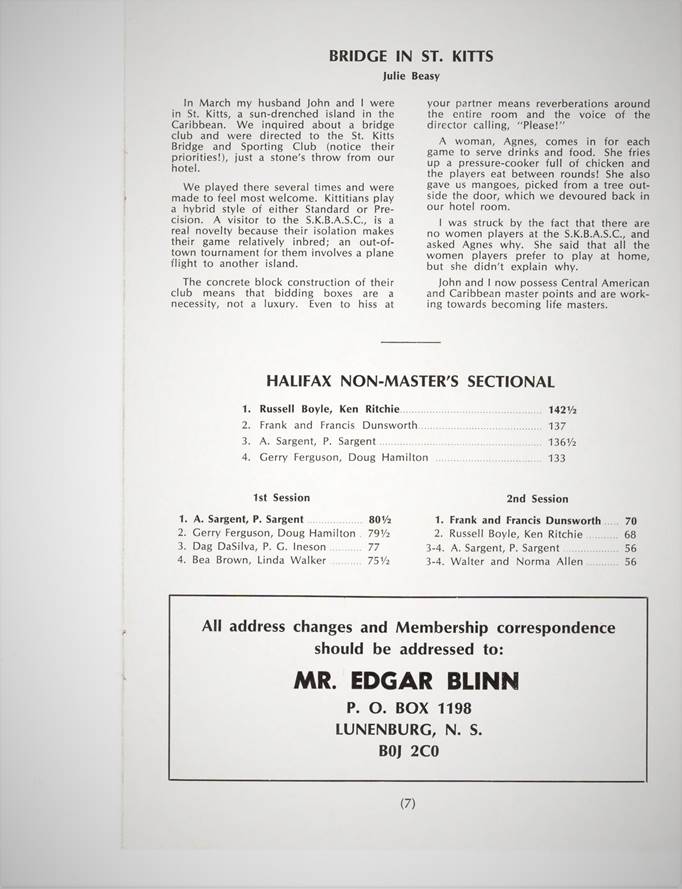 BRIDGE IN ST. KITTS
Julie Beasy
In March my husband John and I were
in St. Kitts, a sun-drenched island in the
Caribbean. We inquired about a bridge
club and were directed to the St. Kitts
Bridge and Sporting Club (notice their
priorities!), just a stone's throw from our
hotel.
We played there several times and were
made to feel most welcome. Kittitians play
a hybrid style of either Standard or Pre-
cision. A visitor to the S.K.B.A.S.C., is a
real novelty because their isolation makes
their game relatively inbred; an out-of-
town tournament for them involves a plane
flight to another island.
The concrete block construction of their
club means that bidding boxes are a
necessity, not a luxury. Even to hiss at
your partner means reverberations around
the entire room and the voice of the
director calling, "Please!"
A woman, Agnes, comes in for each
game to serve drinks and food. She fries
up a pressure-cooker full of chicken and
the players eat between rounds! She also
gave us mangoes, picked from a tree out-
side the door, which we devoured back in
our hotel room.
I was struck by the fact that there are
no women players at the S.K.B.A.S.C., and
asked Agnes why. She said that all the
women players prefer to play at home,
but she didn't explain why.
John and I now possess Central American
and Caribbean master points and are work-
ing towards becoming life masters.
HALIFAX NON-MASTER'S SECTIONAL
1. Russell Boyle, Ken Ritchie 142½
2. Frank and Francis Dunsworth 137
3. A. Sargent, P. Sargent 136½
4. Gerry Ferguson, Doug Hamilton 133
1st Session
1. A. Sargent, P. Sargent 80½
2. Gerry Ferguson, Doug Hamilton 79½
3. Dag DaSilva, P. G. Ineson 77
4. Bea Brown, Linda Walker 75½
2nd Session
1. Frank and Francis Dunsworth 70
2. Russell Boyle, Ken Ritchie 68
3-4. A. Sargent, P. Sargent 56
3-4. Walter and Norma Allen 56
All address changes and Membership correspondence
should be addressed to:
MR. EDGAR BLINN
P. O. BOX 1198
LUNENBURG, N. S.
B0J 2C0
(7)